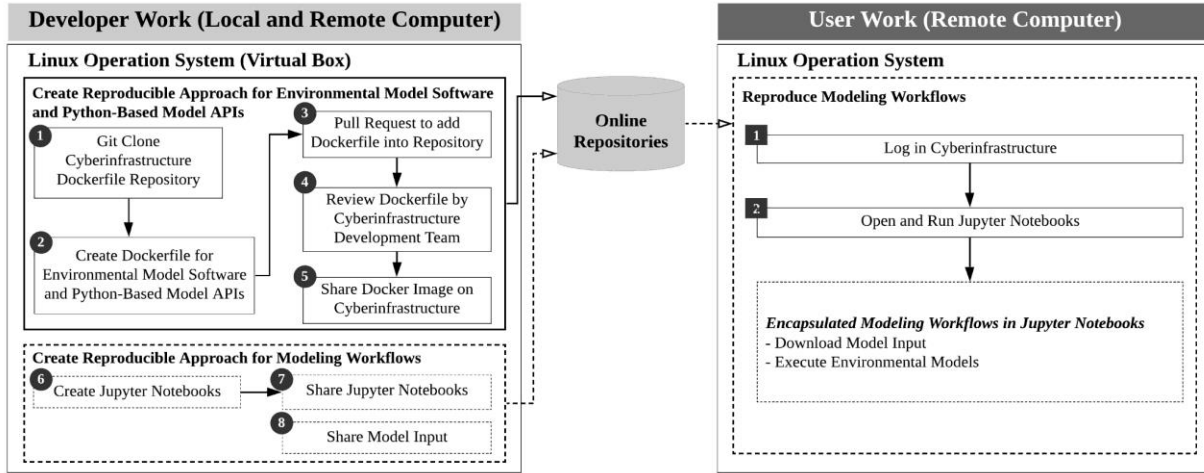 Developer Work (Local and Remote Computer)
Linux Operation System (Virtual Box)
Create Reproducible Approach for Environmental Model Software
and Python-Based Model APIs
1
Git Clone
Cyberinfrastructure
Dockerfile Repository
2
Create Dockerfile for
Environmental Model Software
and Python-Based Model APIs
3
Pull Request to add
Dockerfile into Repository
4
Review Dockerfile by
Cyberinfrastructure
Development Team
5
Share Docker Image on
Cyberinfrastructure
Create Reproducible Approach for Modeling Workflows
6
Create Jupyter Notebooks
7
Share Jupyter Notebooks
8
Share Model Input
Online
Repositories
User Work (Remote Computer)
Linux Operation System
Reproduce Modeling Workflows
1
Log in Cyberinfrastructure
2
Open and Run Jupyter Notebooks
Encapsulated Modeling Workflows in Jupyter Notebooks
- Download Model Input
- Execute Environmental Models